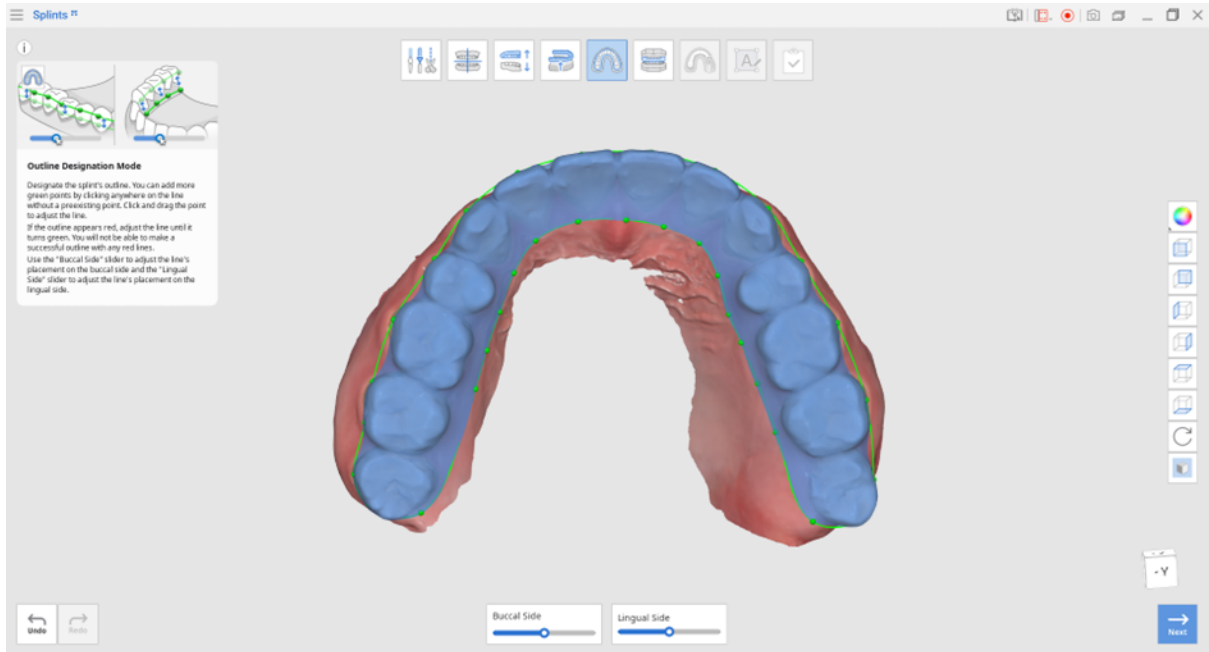 Splints
Outline Designation Mode
Designate the splint's outline. You can add more
green points by clicking anywhere on the line
without a preexisting point. Click and drag the point
to adjust the line.
If the outline appears red, adjust the line until it
turns green. You will not be able to make a
successful outline with any red lines.
Use the "Buccal Side" slider to adjust the line's
placement on the buccal side and the "Lingual
Side" slider to adjust the line's placement on the
lingual side.
- Y
Undo
Redo
Buccal Side
Lingual Side
Next